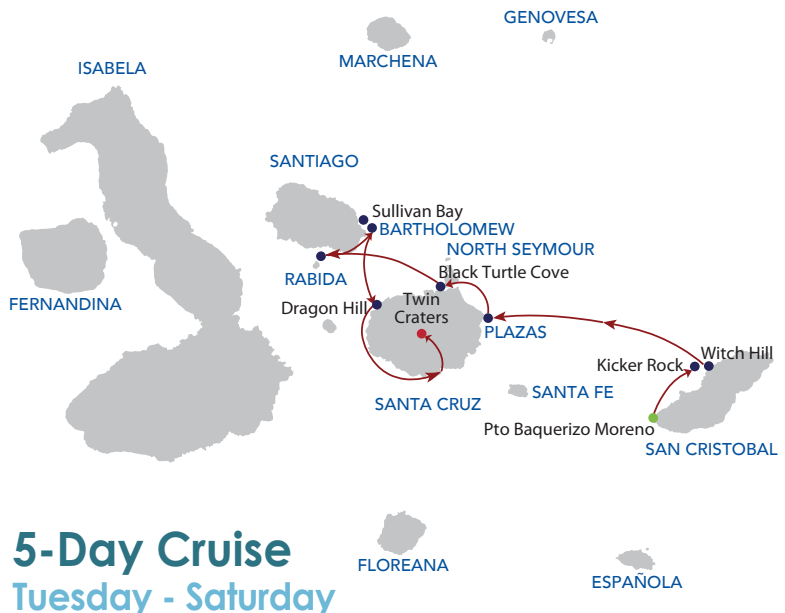 GENOVESA
MARCHENA
ISABELA
SANTIAGO
Sullivan Bay
BARTHOLOMEW
NORTH SEYMOUR
Black Turtle Cove
RABIDA
FERNANDINA
Dragon Hill
Twin
Craters
PLAZAS
Kicker Rock
Witch Hill
SANTA FE
SANTA CRUZ
Pto Baquerizo Moreno
SAN CRISTOBAL
5-Day Cruise
Tuesday - Saturday
FLOREANA
ESPAÑOLA